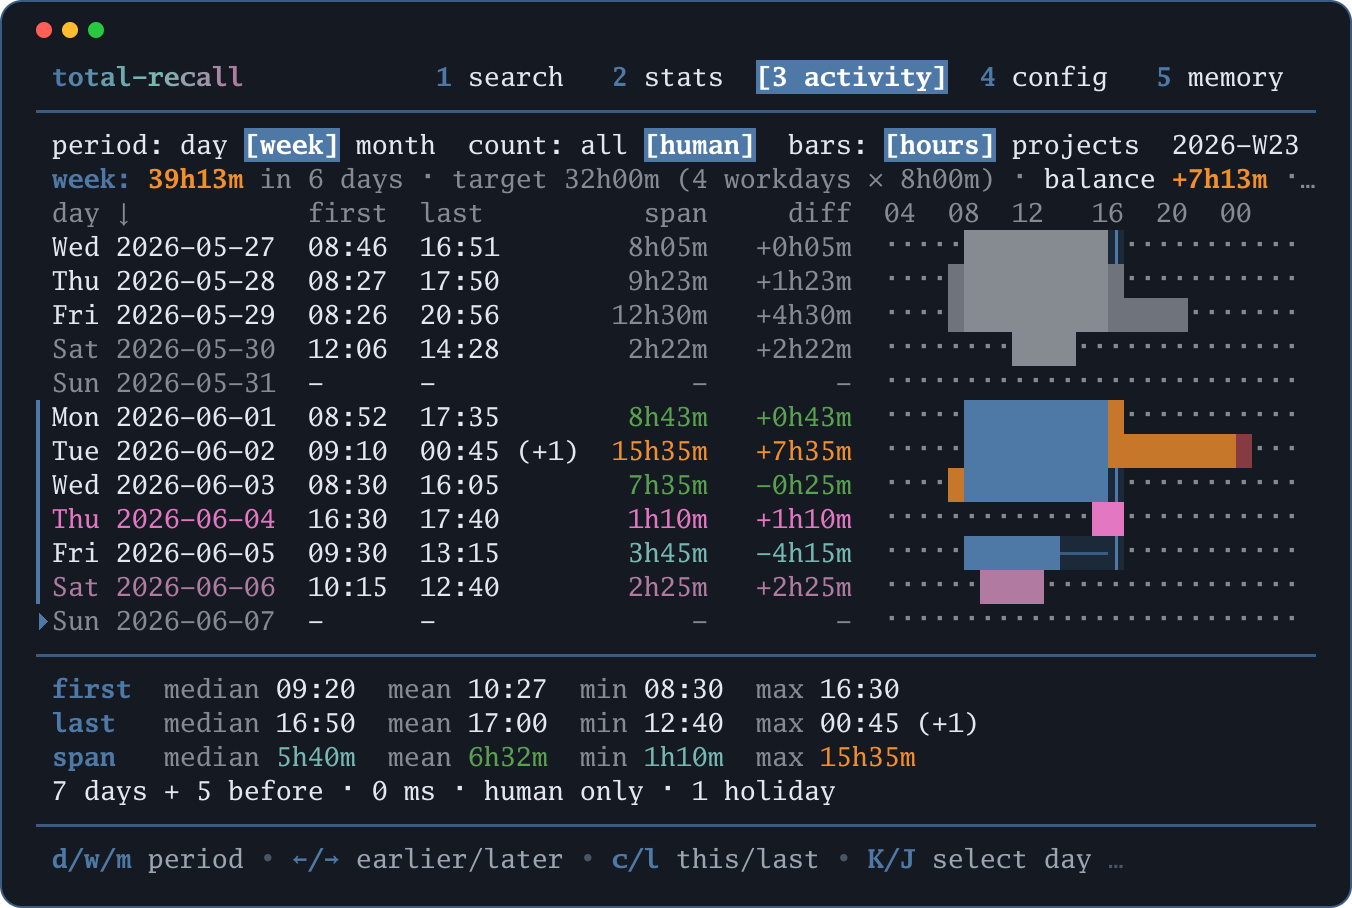 total-recall 1 search 2 stats [3 activity] 4 config 5 memory
period: day [week] month count: all [human] bars: [hours] projects 2026-W23
week: 39h13m in 6 days · target 32h00m (4 workdays × 8h00m) · balance +7h13m ·…
day ↓ first last span diff 04 08 12 16 20 00
Wed 2026-05-27 08:46 16:51 8h05m +0h05m
Thu 2026-05-28 08:27 17:50 9h23m +1h23m
Fri 2026-05-29 08:26 20:56 12h30m +4h30m
Sat 2026-05-30 12:06 14:28 2h22m +2h22m
Sun 2026-05-31 – – – –
Mon 2026-06-01 08:52 17:35 8h43m +0h43m
Tue 2026-06-02 09:10 00:45 (+1) 15h35m +7h35m
Wed 2026-06-03 08:30 16:05 7h35m −0h25m
Thu 2026-06-04 16:30 17:40 1h10m +1h10m
Fri 2026-06-05 09:30 13:15 3h45m −4h15m
Sat 2026-06-06 10:15 12:40 2h25m +2h25m
Sun 2026-06-07 – – – –
first median 09:20 mean 10:27 min 08:30 max 16:30
last median 16:50 mean 17:00 min 12:40 max 00:45 (+1)
span median 5h40m mean 6h32m min 1h10m max 15h35m
7 days + 5 before · 0 ms · human only · 1 holiday
d/w/m period • ←/→ earlier/later • c/l this/last • K/J select day …